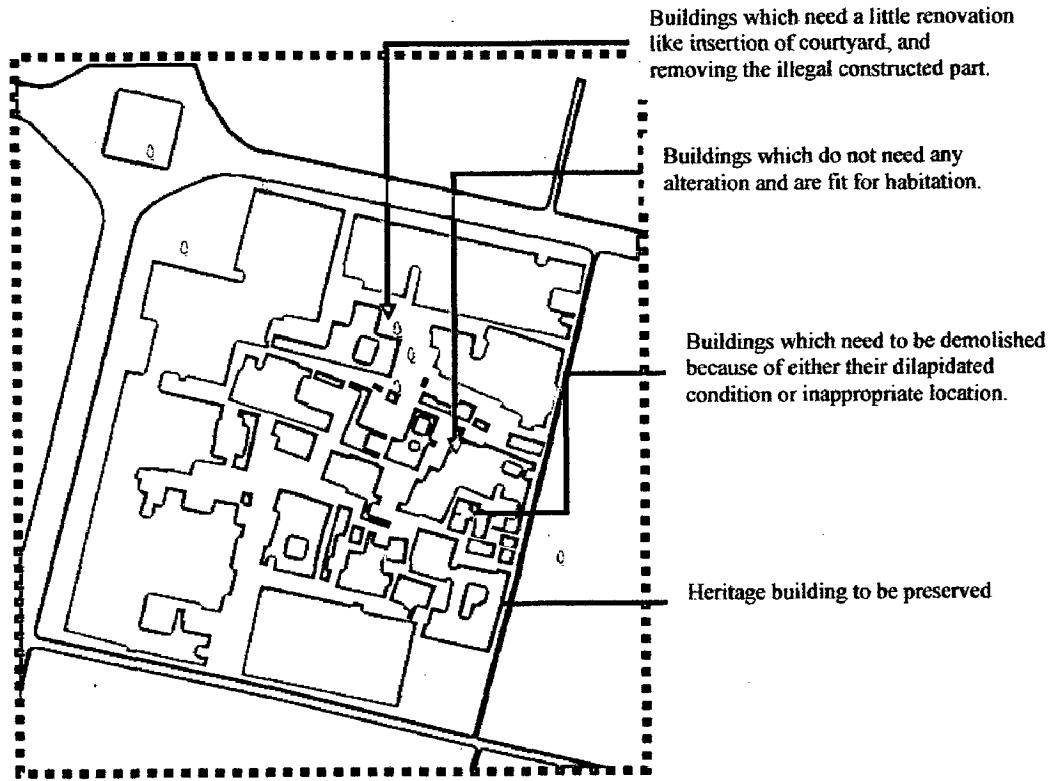 Buildings which need a little renovation
like insertion of courtyard, and
removing the illegal constructed part.
Buildings which do not need any
alteration and are fit for habitation.
Buildings which need to be demolished
because of either their dilapidated
condition or inappropriate location.
Heritage building to be preserved